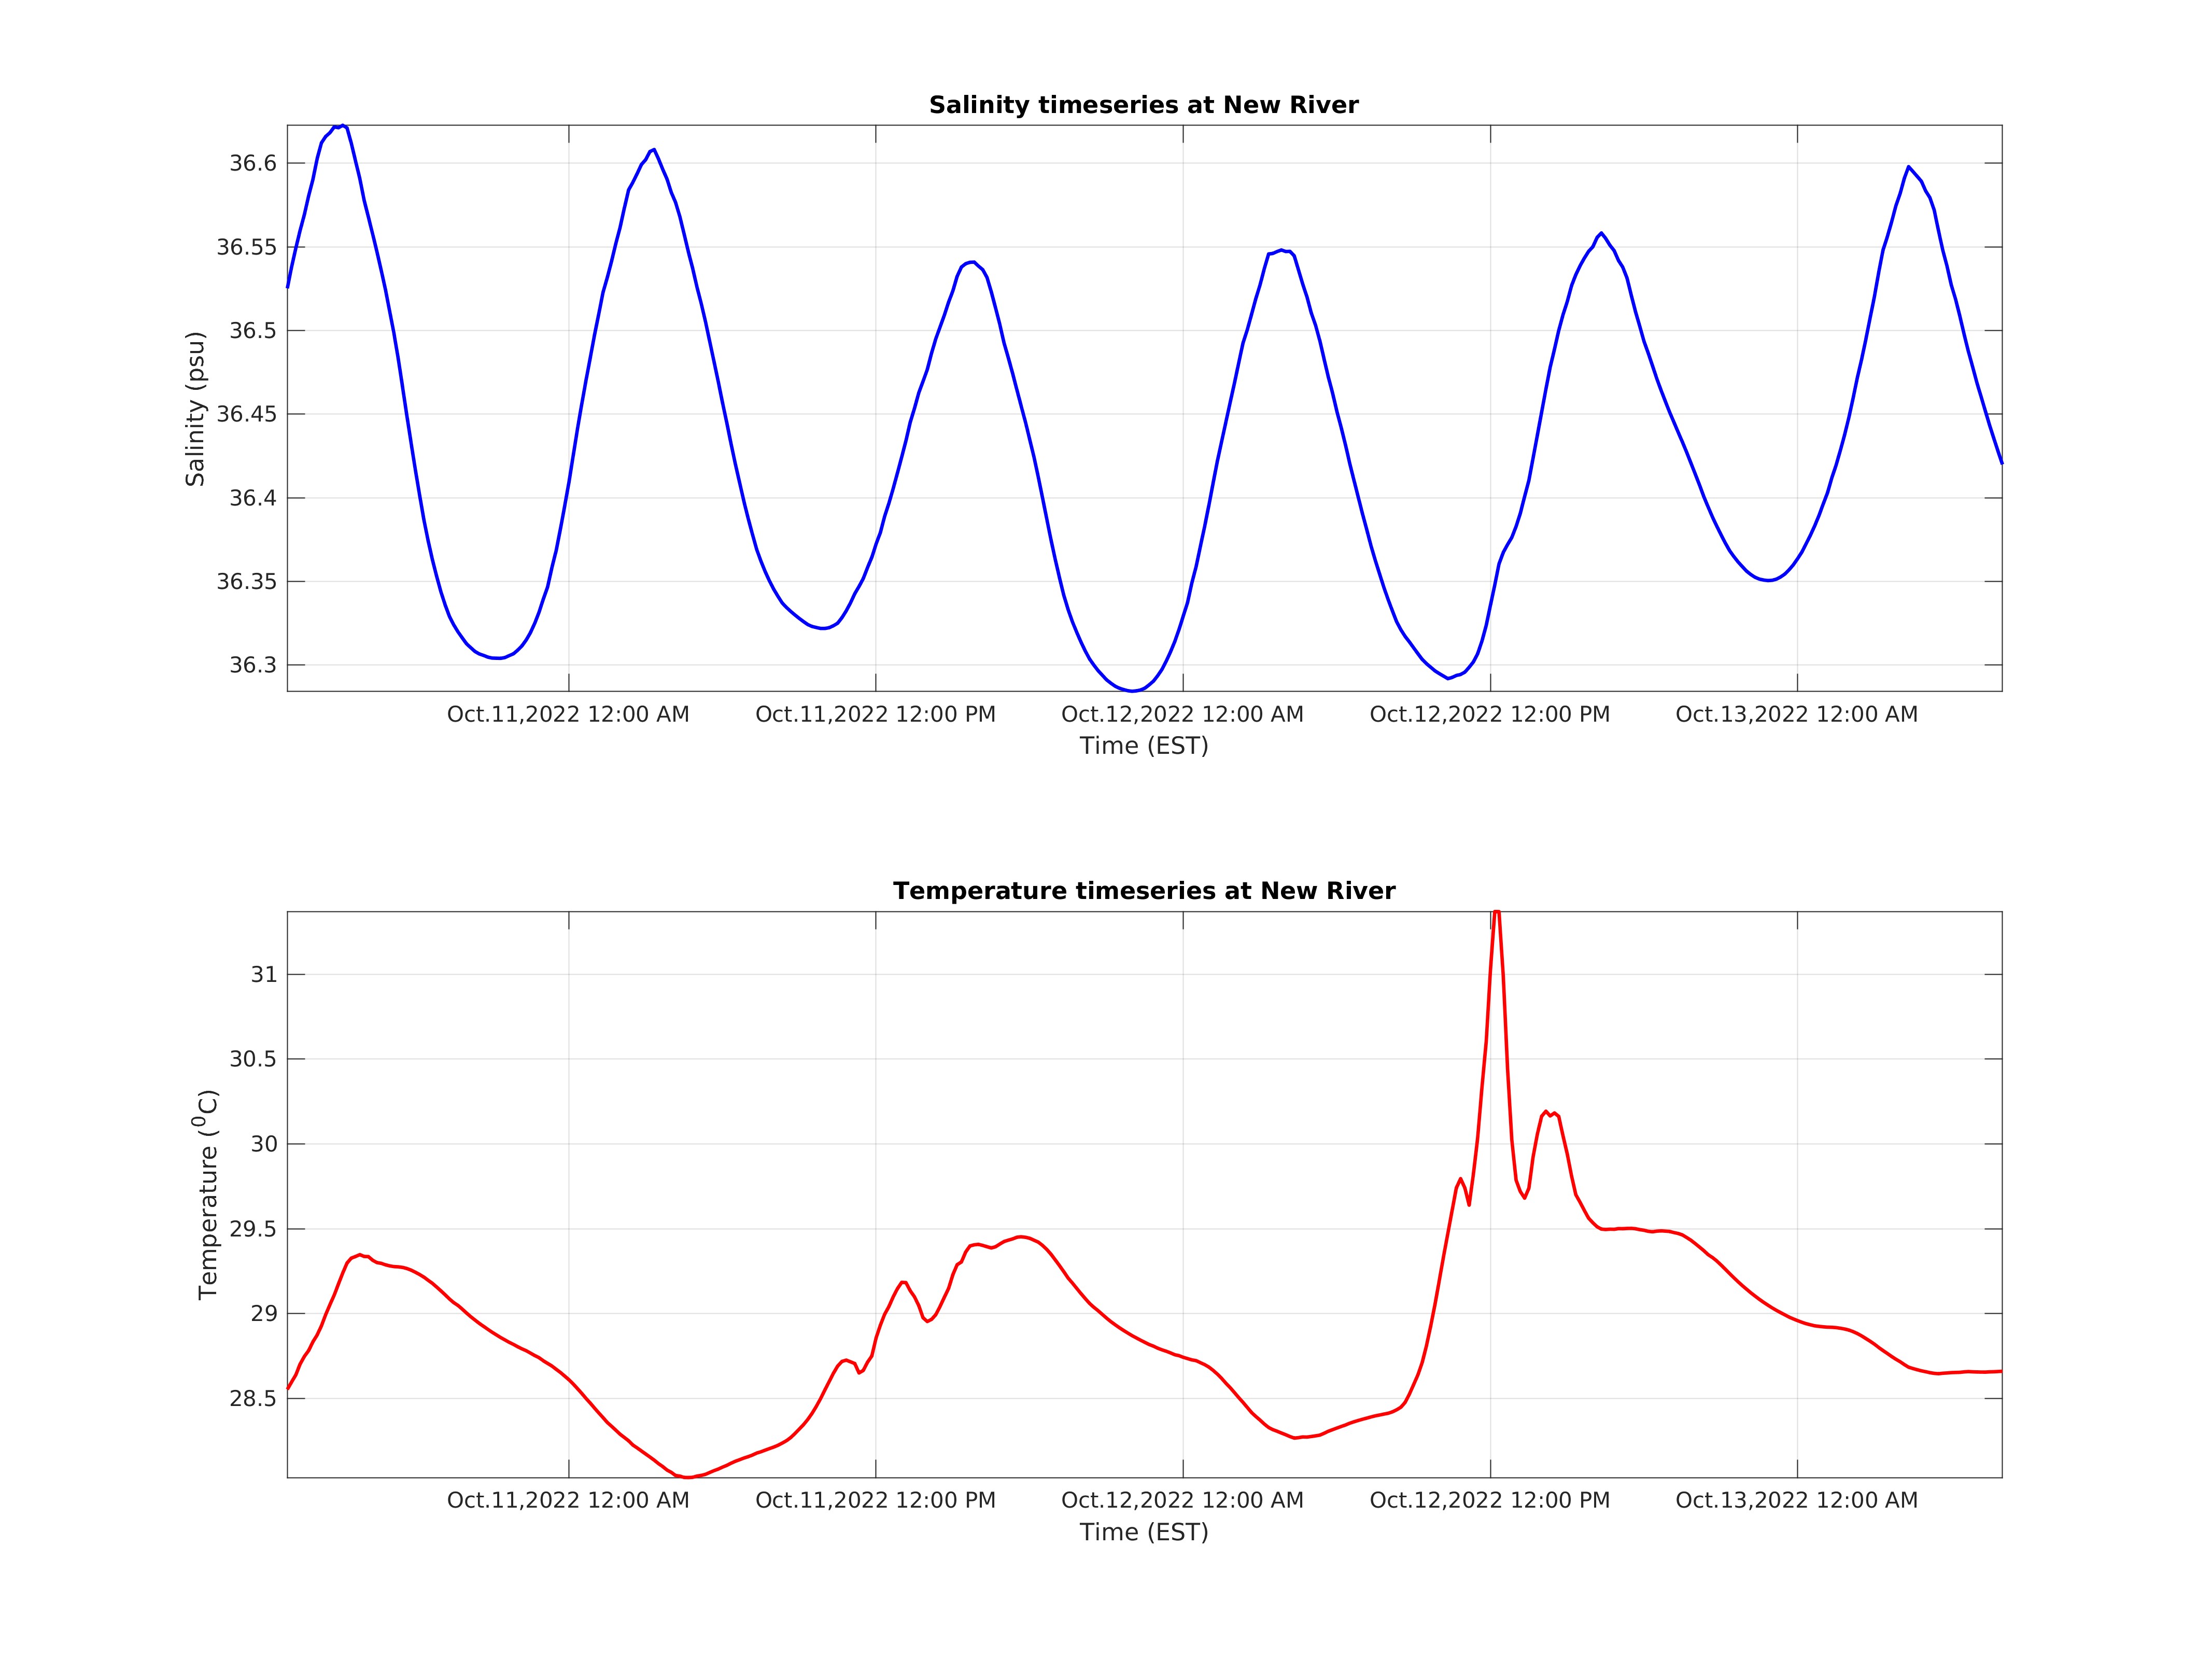 Salinity timeseries at New River
36.6
36.55
36.5
36.45
36.4
36.35
36.3
Salinity (psu)
Oct.11,2022 12:00 AM Oct.11,2022 12:00 PM Oct.12,2022 12:00 AM Oct.12,2022 12:00 PM Oct.13,2022 12:00 AM
Time (EST)
Temperature timeseries at New River
31
30.5
30
29.5
29
28.5
Temperature (⁰C)
Oct.11,2022 12:00 AM Oct.11,2022 12:00 PM Oct.12,2022 12:00 AM Oct.12,2022 12:00 PM Oct.13,2022 12:00 AM
Time (EST)